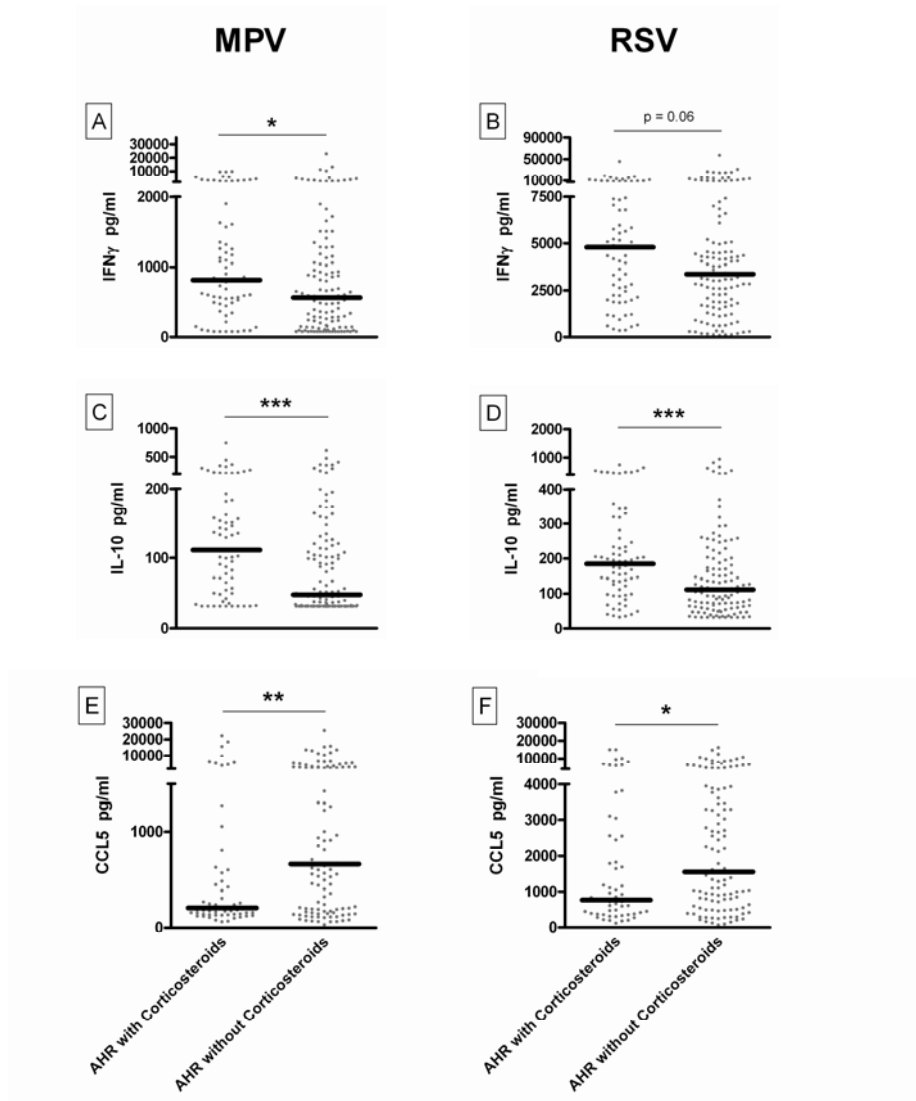 MPV
RSV
A
*
30000
20000
10000
2000
1000
0
IFNγ pg/ml
B
p = 0.06
90000
50000
10000
7500
5000
2500
0
IFNγ pg/ml
C
***
1000
500
200
100
0
IL-10 pg/ml
D
***
2000
1000
400
300
200
100
0
IL-10 pg/ml
E
**
30000
20000
10000
1000
0
CCL5 pg/ml
AHR with Corticosteroids
AHR without Corticosteroids
F
*
30000
20000
10000
4000
3000
2000
1000
0
CCL5 pg/ml
AHR with Corticosteroids
AHR without Corticosteroids